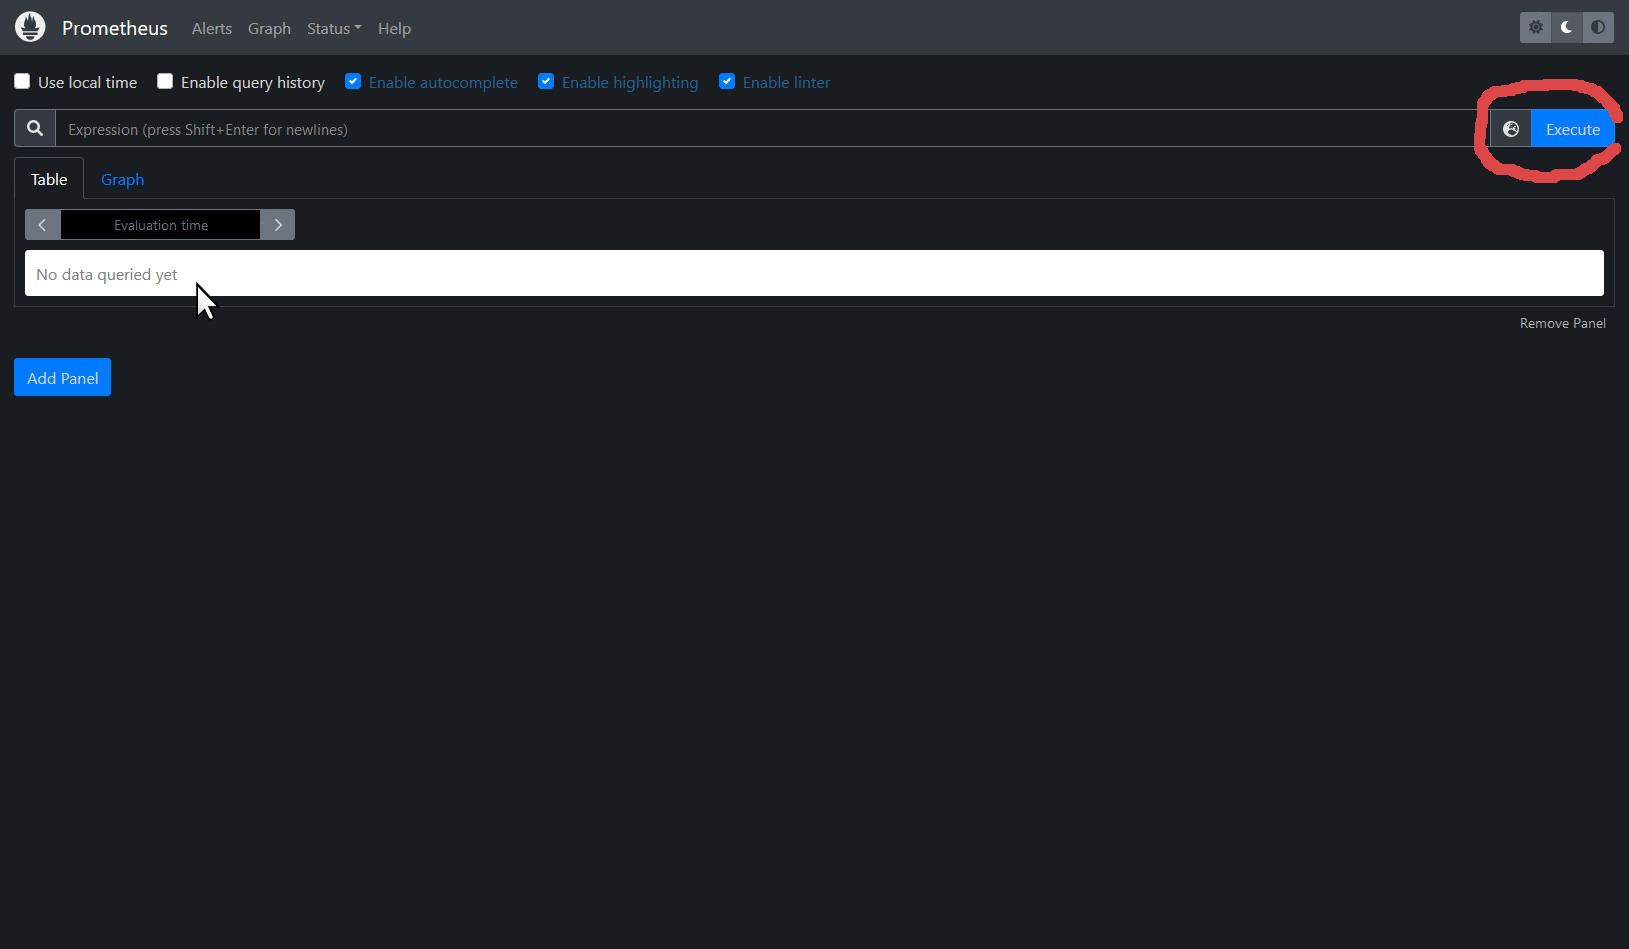 Prometheus Alerts Graph Status Help
Use local time Enable query history Enable autocomplete Enable highlighting Enable linter
Expression (press Shift+Enter for newlines) Execute
Table Graph
Evaluation time
No data queried yet
Remove Panel
Add Panel